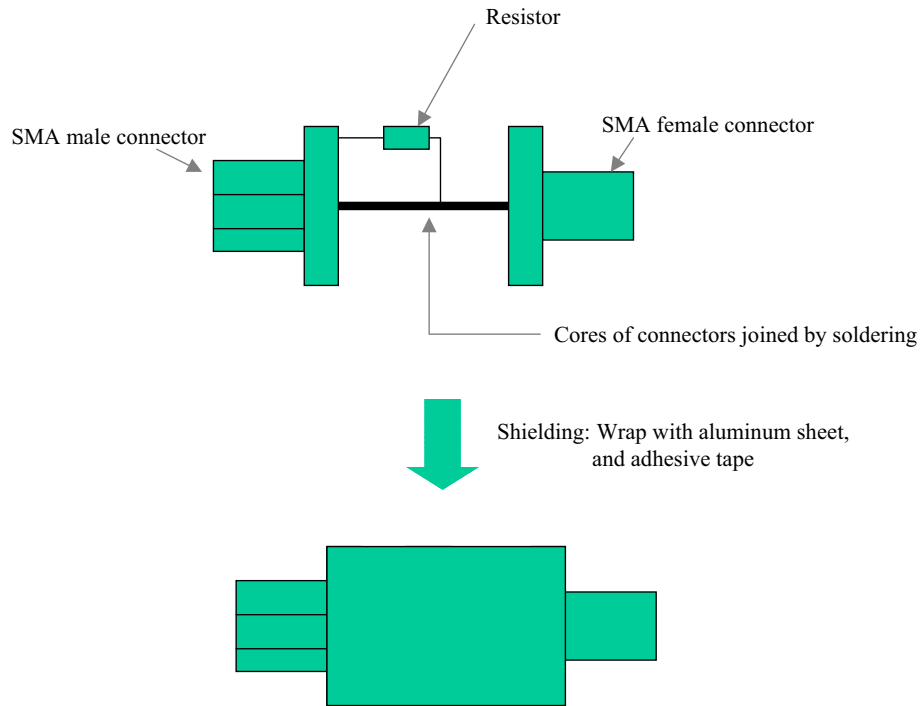 Resistor
SMA male connector
SMA female connector
Cores of connectors joined by soldering
Shielding: Wrap with aluminum sheet,
and adhesive tape